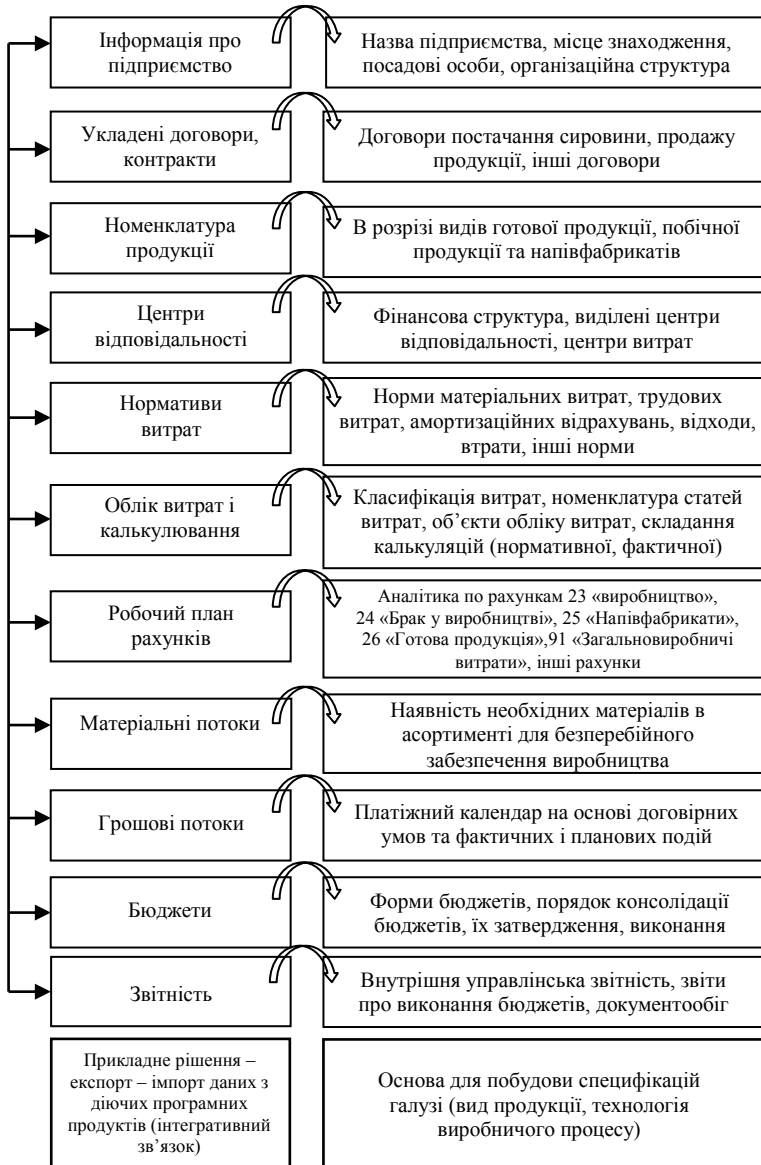 Інформація про
підприємство
Назва підприємства, місце знаходження,
посадові особи, організаційна структура
Укладені договори,
контракти
Договори постачання сировини, продажу
продукції, інші договори
Номенклатура
продукції
В розрізі видів готової продукції, побічної
продукції та напівфабрикатів
Центри
відповідальності
Фінансова структура, виділені центри
відповідальності, центри витрат
Нормативи
витрат
Норми матеріальних витрат, трудових
витрат, амортизаційних відрахувань, відходи,
втрати, інші норми
Облік витрат і
калькулювання
Класифікація витрат, номенклатура статей
витрат, об’єкти обліку витрат, складання
калькуляцій (нормативної, фактичної)
Робочий план
рахунків
Аналітика по рахункам 23 «виробництво»,
24 «Брак у виробництві», 25 «Напівфабрикати»,
26 «Готова продукція»,91 «Загальновиробничі
витрати», інші рахунки
Матеріальні потоки
Наявність необхідних матеріалів в
асортименті для безперебійного
забезпечення виробництва
Грошові потоки
Платіжний календар на основі договірних
умов та фактичних і планових подій
Бюджети
Форми бюджетів, порядок консолідації
бюджетів, їх затвердження, виконання
Звітність
Внутрішня управлінська звітність, звіти
про виконання бюджетів, документообіг
Прикладне рішення –
експорт – імпорт даних з
діючих програмних
продуктів (інтегративний
зв’язок)
Основа для побудови специфікацій
галузі (вид продукції, технологія
виробничого процесу)